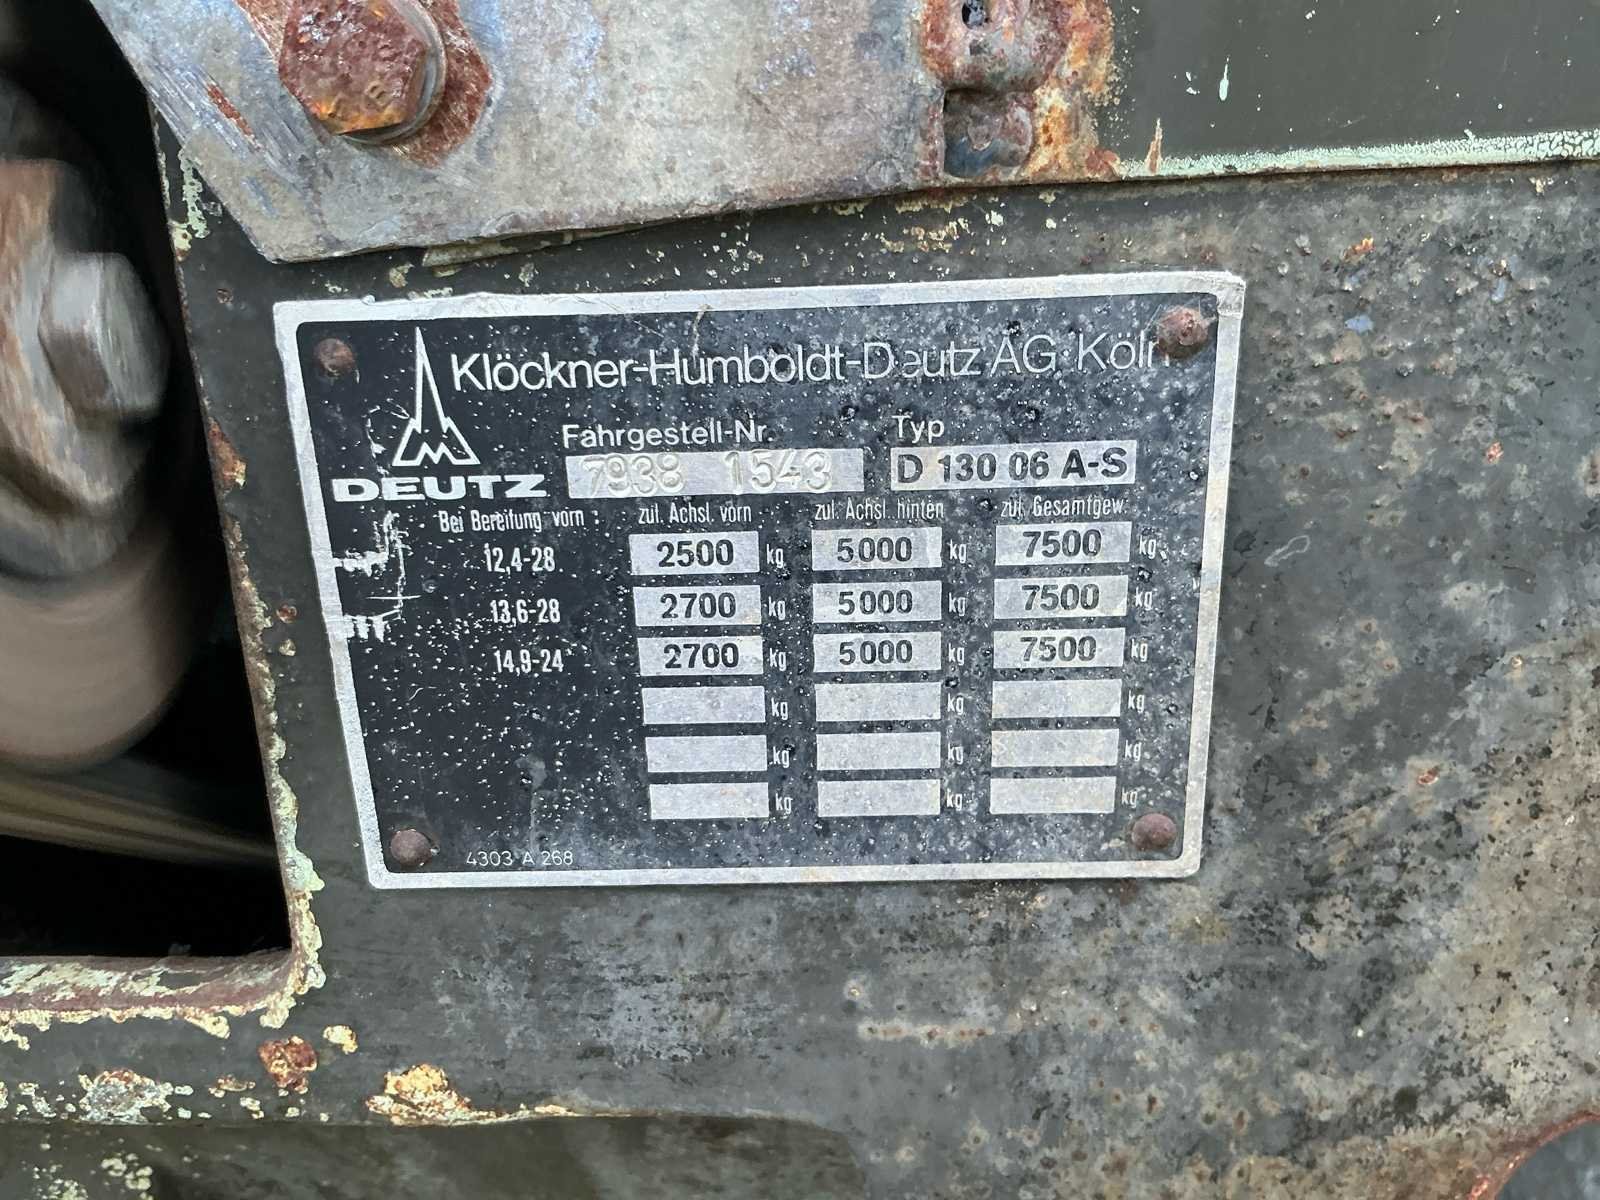 Klöckner-Humboldt-Deutz AG Köln
Fahrgestell-Nr. Typ
DEUTZ 7938 1543 D 130 06 A-S
Bei Bereifung vorn : zul. Achsl. vorn zul. Achsl. hinten zul. Gesamtgew.
12,4-28 2500 kg 5000 kg 7500 kg
13,6-28 2700 kg 5000 kg 7500 kg
14,9-24 2700 kg 5000 kg 7500 kg
kg kg kg
kg kg kg
kg kg kg
4303 A 268